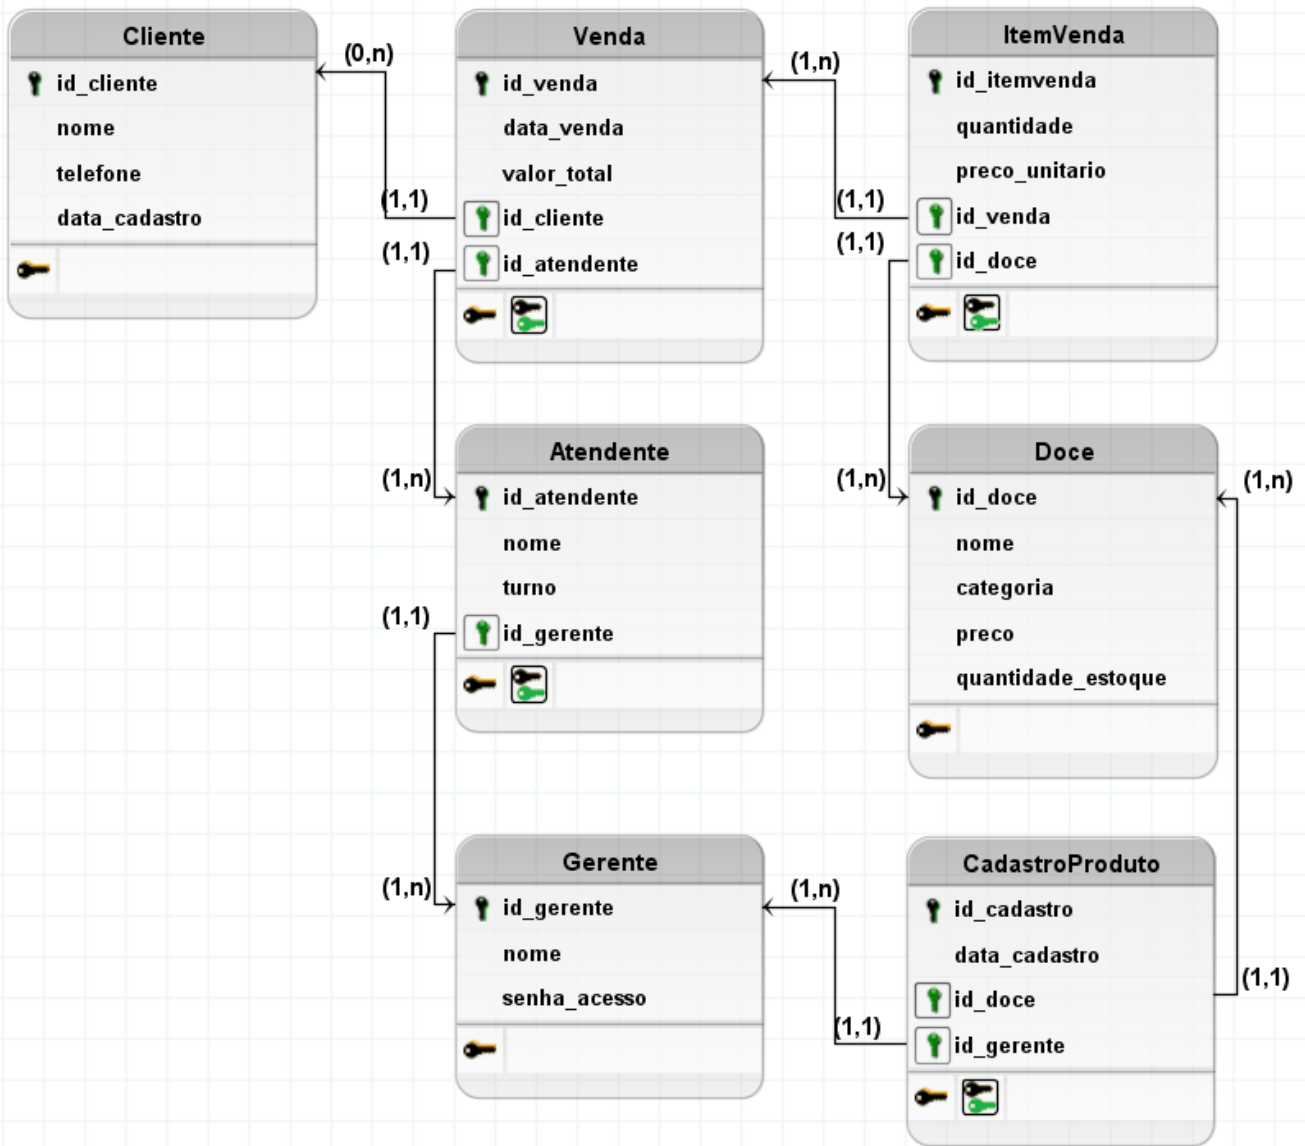 Cliente
id_cliente
nome
telefone
data_cadastro
(0,n)
(1,1)
(1,1)
Venda
id_venda
data_venda
valor_total
id_cliente
id_atendente
(1,n)
(1,1)
(1,1)
ItemVenda
id_itemvenda
quantidade
preco_unitario
id_venda
id_doce
(1,n)
(1,1)
Atendente
id_atendente
nome
turno
id_gerente
(1,n)
Doce
id_doce
nome
categoria
preco
quantidade_estoque
(1,n)
(1,n)
Gerente
id_gerente
nome
senha_acesso
(1,n)
(1,1)
CadastroProduto
id_cadastro
data_cadastro
id_doce
id_gerente
(1,1)